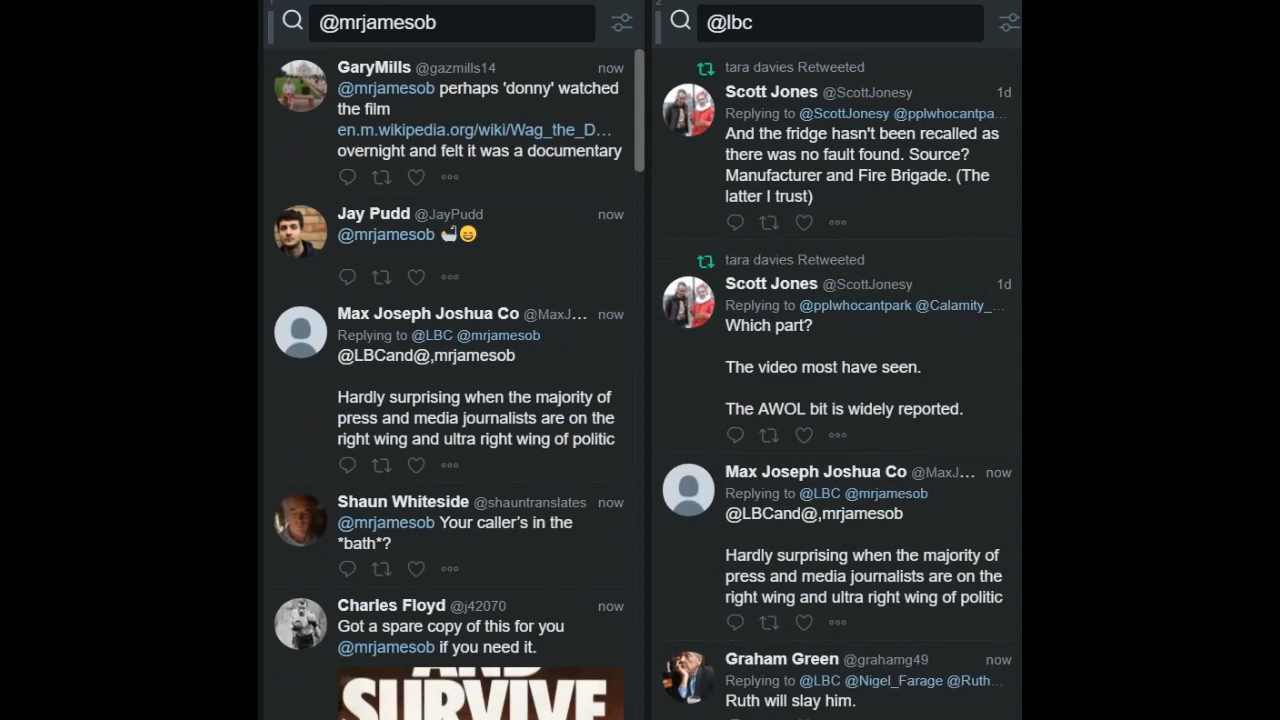 @mrjamesob
GaryMills @gazmills14 now
@mrjamesob perhaps 'donny' watched
the film
en.m.wikipedia.org/wiki/Wag_the_D...
overnight and felt it was a documentary
Jay Pudd @JayPudd now
@mrjamesob 🛀😄
Max Joseph Joshua Co @MaxJ... now
Replying to @LBC @mrjamesob
@LBCand@,mrjamesob
Hardly surprising when the majority of
press and media journalists are on the
right wing and ultra right wing of politic
Shaun Whiteside @shauntranslates now
@mrjamesob Your caller's in the
*bath*?
Charles Floyd @j42070 now
Got a spare copy of this for you
@mrjamesob if you need it.
AND
SURVIVE
2
@lbc
tara davies Retweeted
Scott Jones @ScottJonesy 1d
Replying to @ScottJonesy @pplwhocantpa...
And the fridge hasn't been recalled as
there was no fault found. Source?
Manufacturer and Fire Brigade. (The
latter I trust)
tara davies Retweeted
Scott Jones @ScottJonesy 1d
Replying to @pplwhocantpark @Calamity_...
Which part?
The video most have seen.
The AWOL bit is widely reported.
Max Joseph Joshua Co @MaxJ... now
Replying to @LBC @mrjamesob
@LBCand@,mrjamesob
Hardly surprising when the majority of
press and media journalists are on the
right wing and ultra right wing of politic
Graham Green @grahamg49 now
Replying to @LBC @Nigel_Farage @Ruth...
Ruth will slay him.